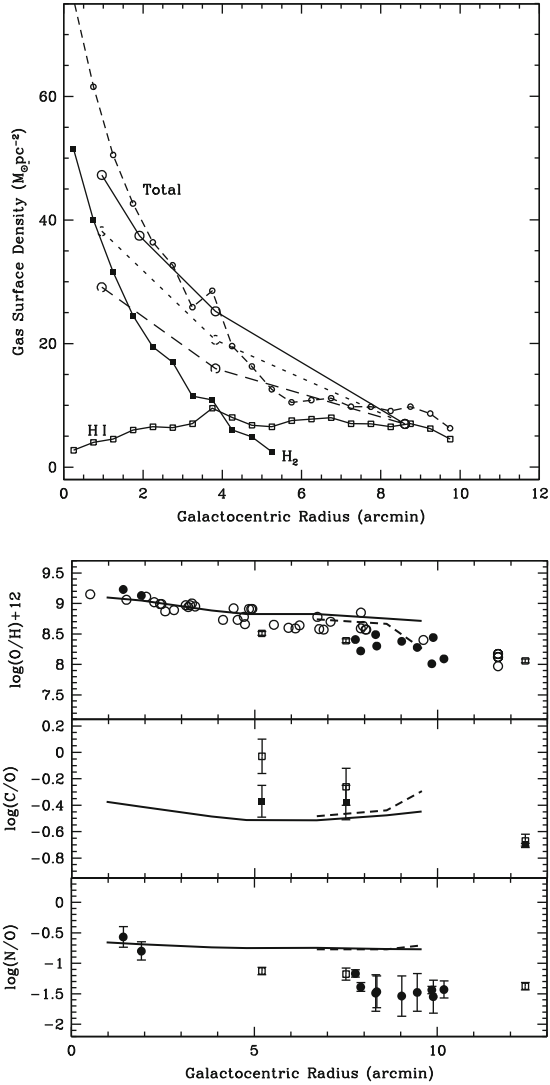 60
40
20
0
Gas Surface Density (M⊙pc⁻²)
Total
HI
H₂
0 2 4 6 8 10 12
Galactocentric Radius (arcmin)
9.5
9
8.5
8
log(O/H)+12
0.2
0
−0.2
−0.4
−0.6
−0.8
log(C/O)
0
−0.5
−1
−1.5
−2
log(N/O)
0 5 10
Galactocentric Radius (arcmin)